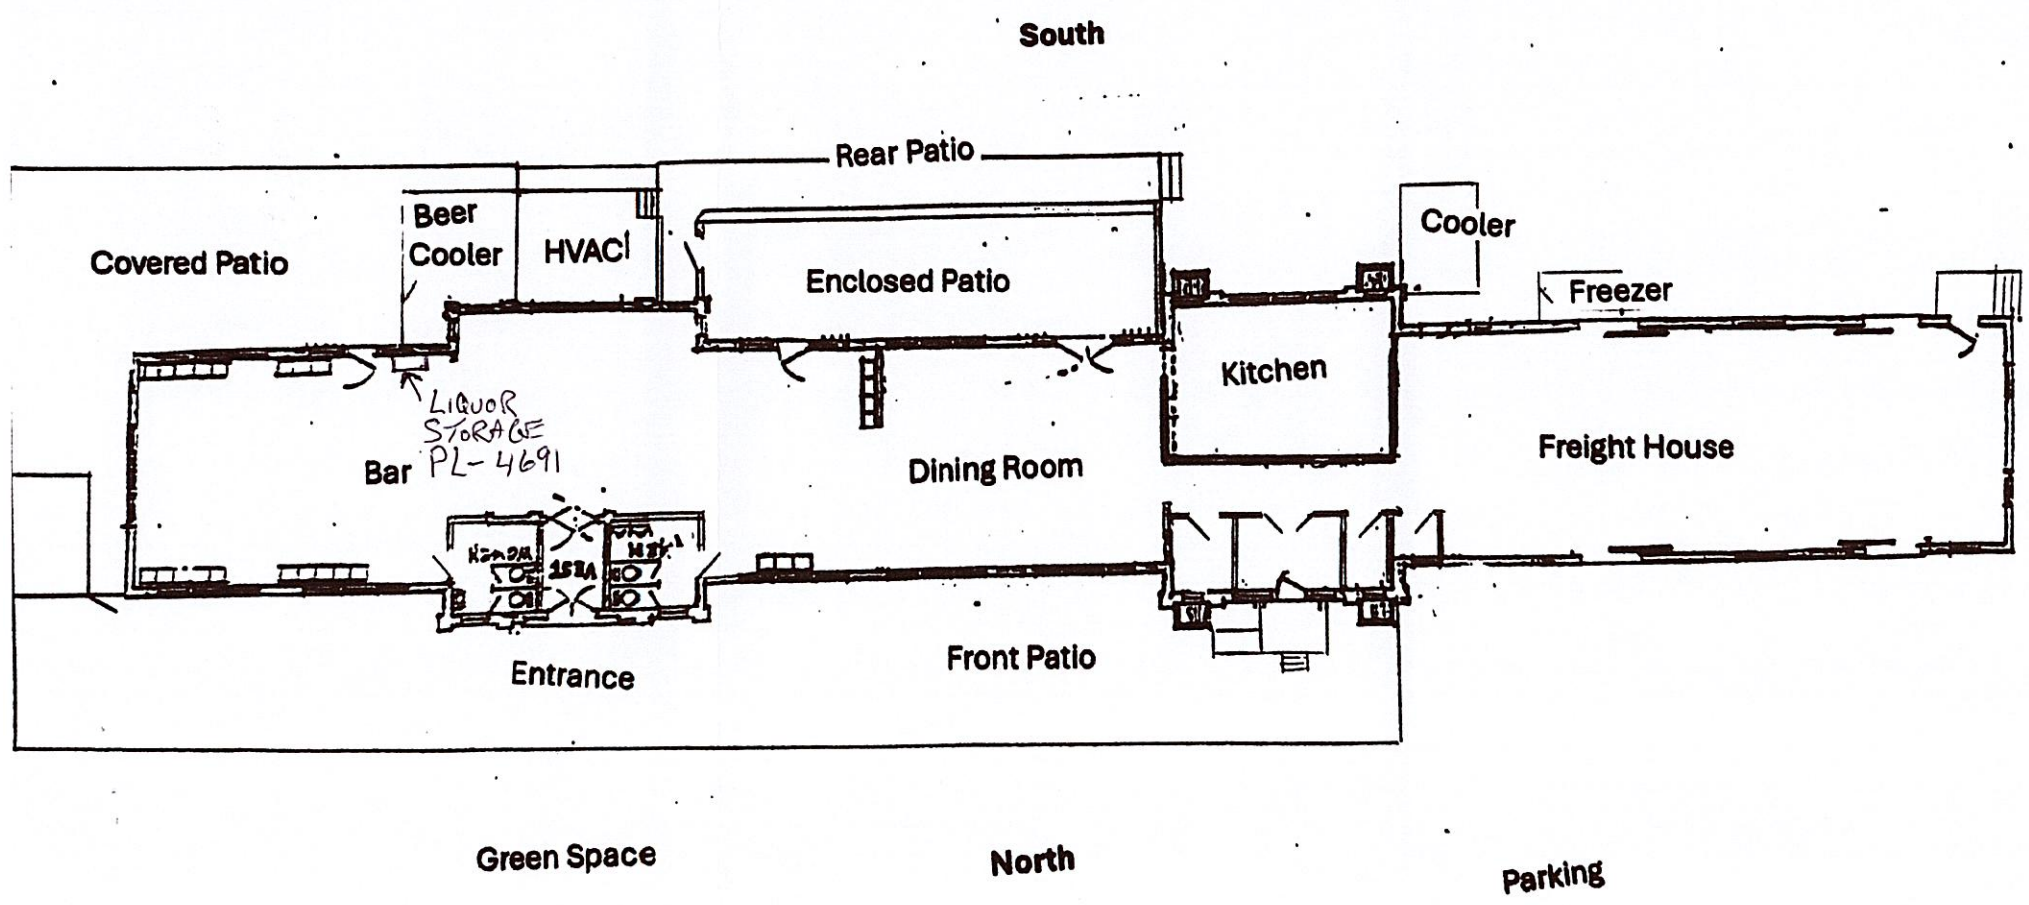 South
Rear Patio
Beer
Cooler
HVAC
Covered Patio
Enclosed Patio
Cooler
Freezer
Kitchen
LIQUOR
STORAGE
PL-4691
Bar
Dining Room
Freight House
Entrance
Front Patio
Green Space
North
Parking